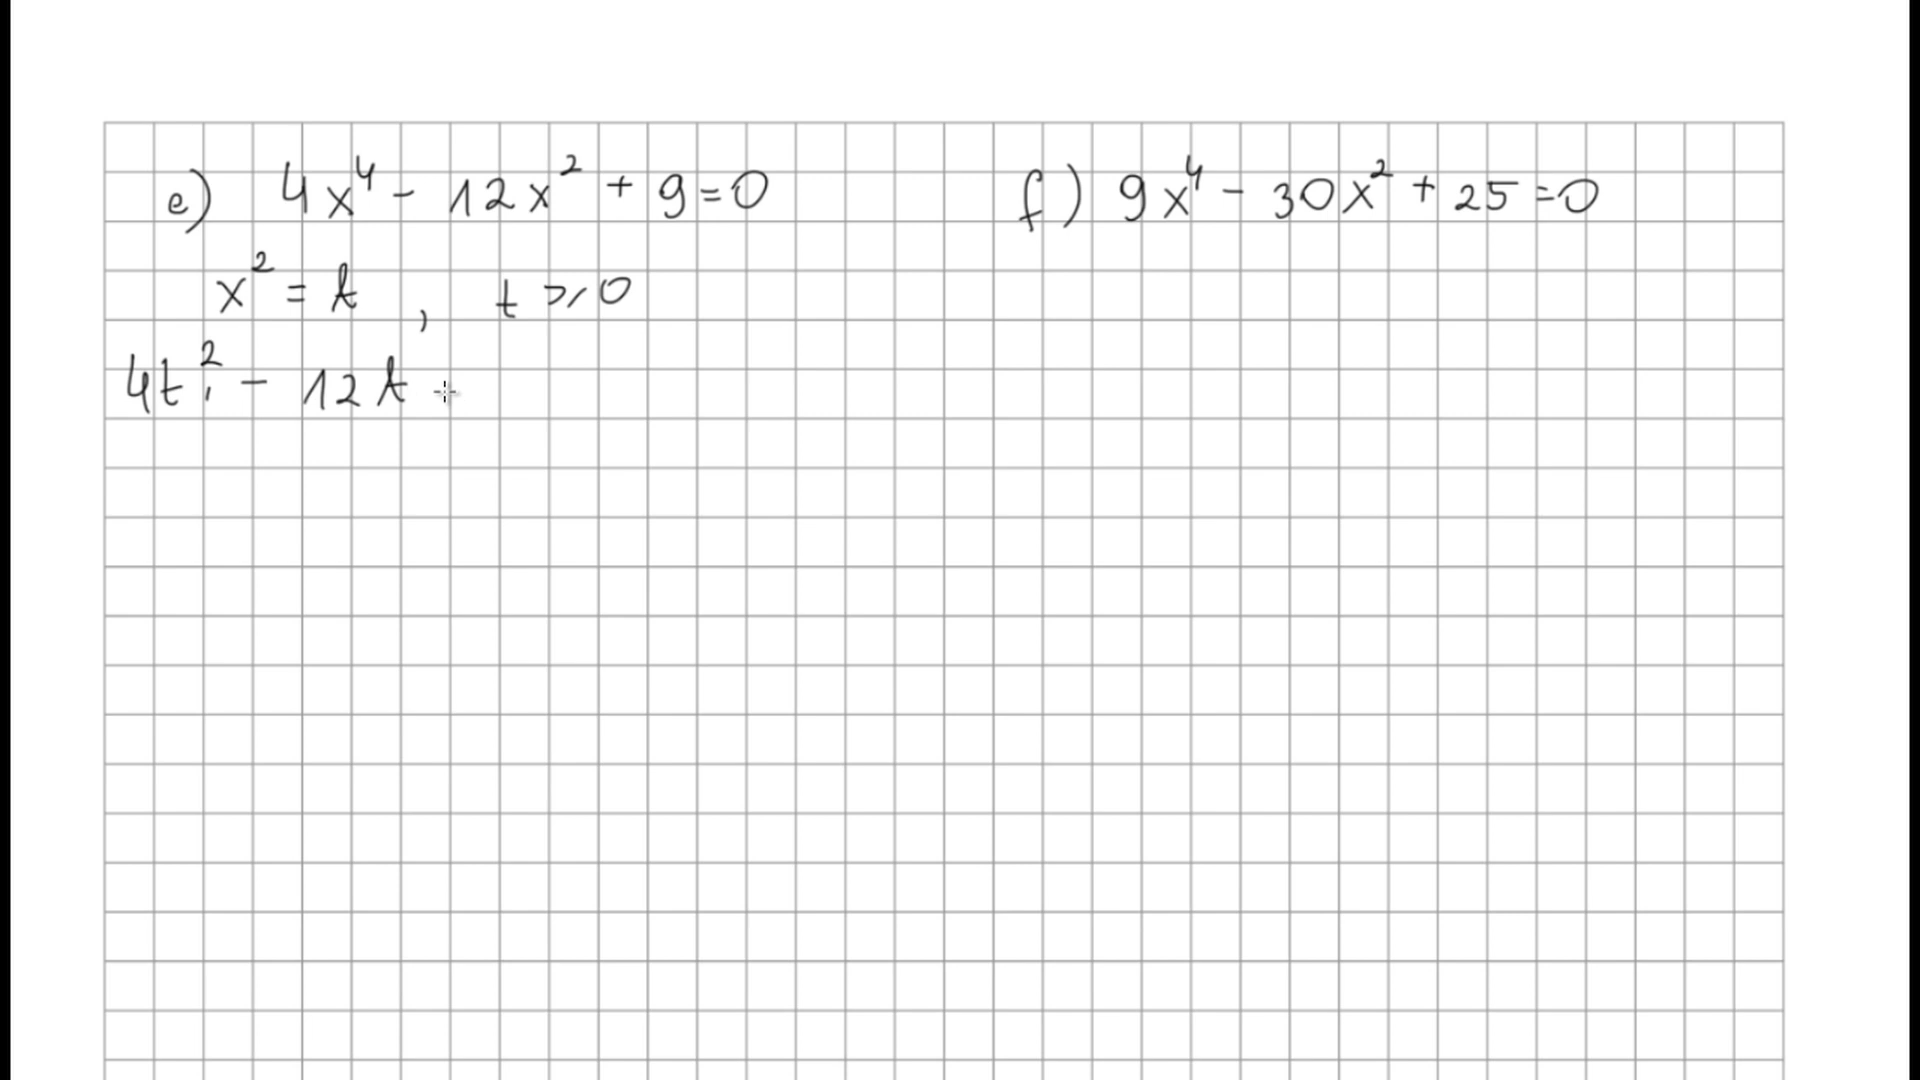 e) 4x⁴ - 12x² + 9 = 0
x² = t , t ≥ 0
4t² - 12t +
f) 9x⁴ - 30x² + 25 = 0